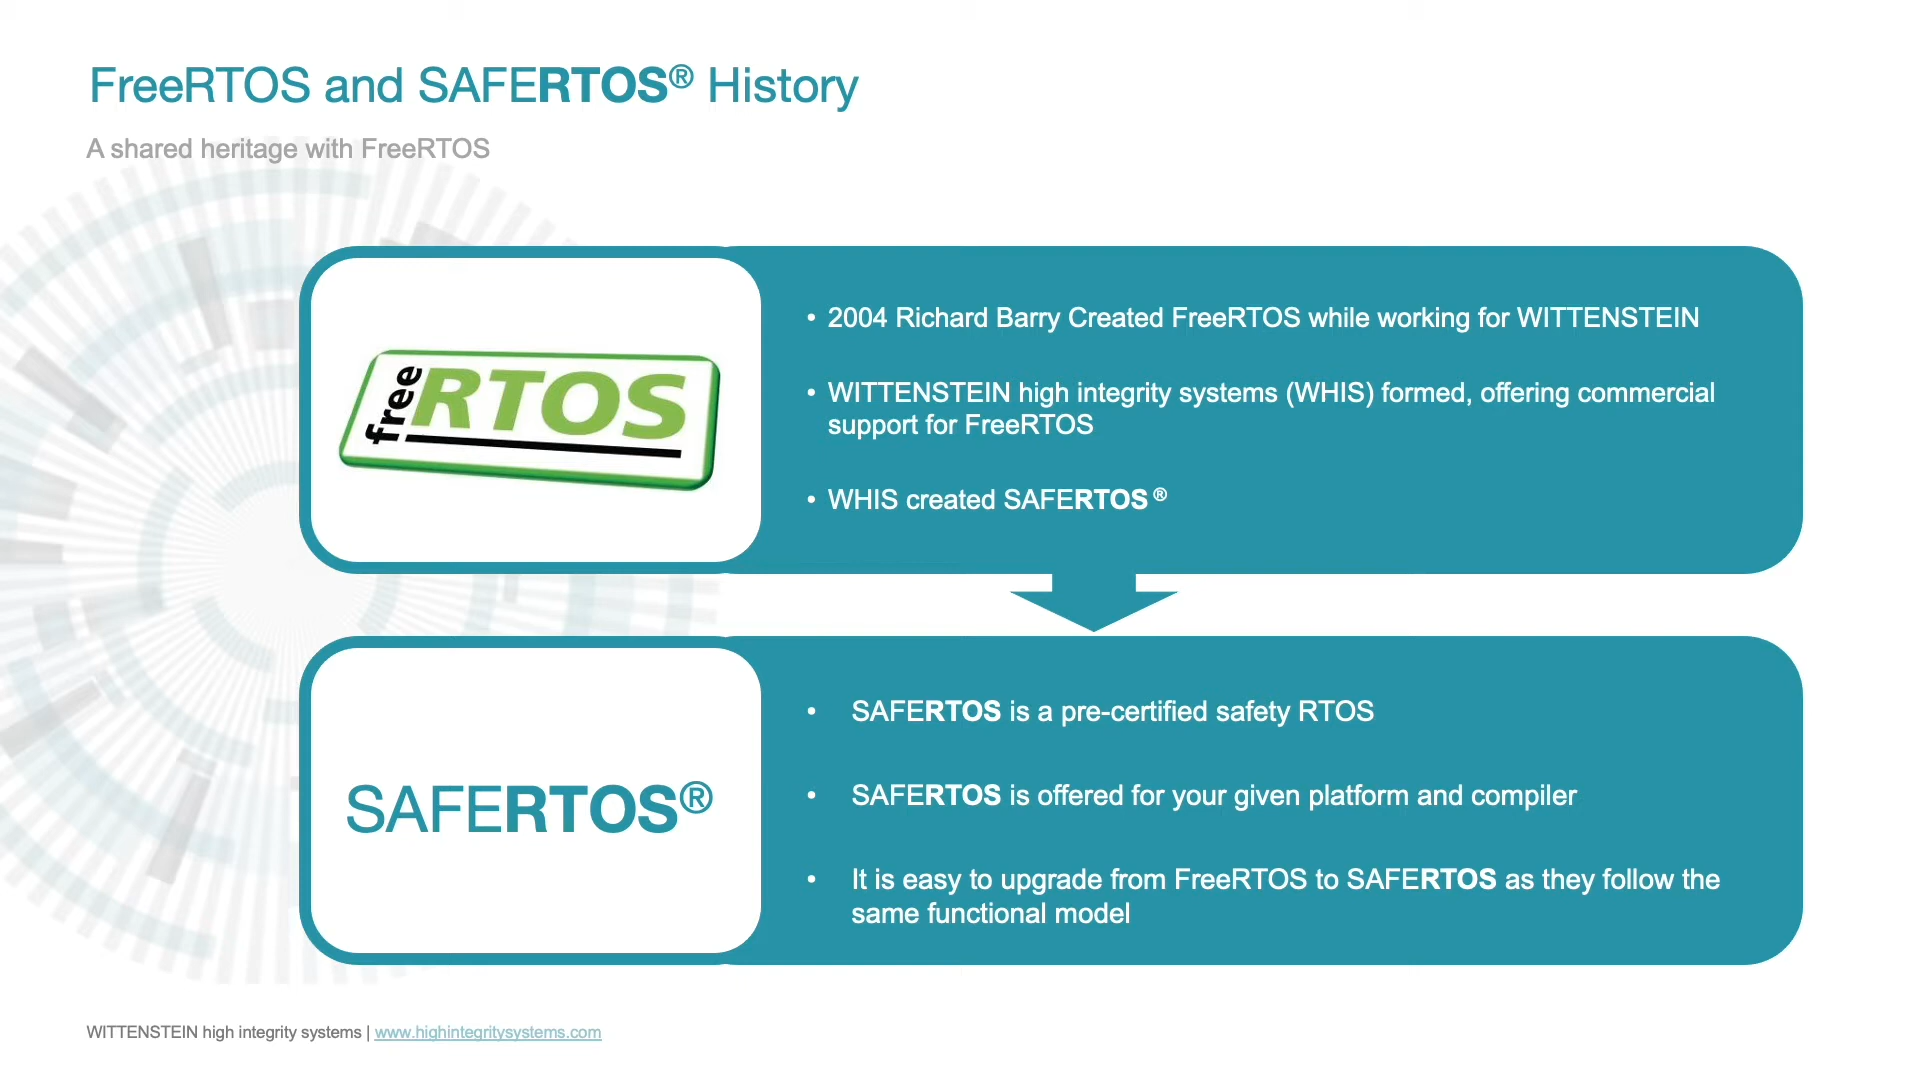 FreeRTOS and SAFERTOS® History
A shared heritage with FreeRTOS
free RTOS
• 2004 Richard Barry Created FreeRTOS while working for WITTENSTEIN
• WITTENSTEIN high integrity systems (WHIS) formed, offering commercial
support for FreeRTOS
• WHIS created SAFERTOS ®
SAFERTOS®
• SAFERTOS is a pre-certified safety RTOS
• SAFERTOS is offered for your given platform and compiler
• It is easy to upgrade from FreeRTOS to SAFERTOS as they follow the
same functional model
WITTENSTEIN high integrity systems | www.highintegritysystems.com